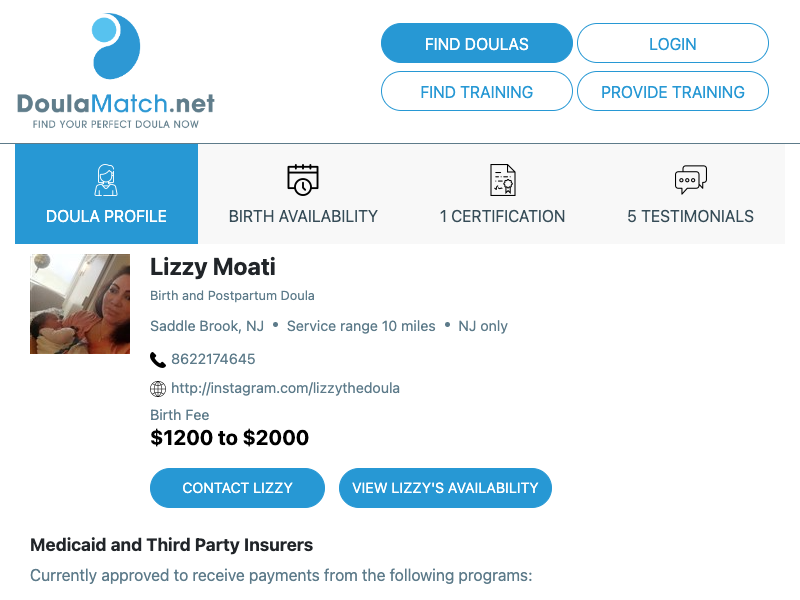 DoulaMatch.net
FIND YOUR PERFECT DOULA NOW
FIND DOULAS
LOGIN
FIND TRAINING
PROVIDE TRAINING
DOULA PROFILE
BIRTH AVAILABILITY
1 CERTIFICATION
5 TESTIMONIALS
Lizzy Moati
Birth and Postpartum Doula
Saddle Brook, NJ • Service range 10 miles • NJ only
8622174645
http://instagram.com/lizzythedoula
Birth Fee
$1200 to $2000
CONTACT LIZZY
VIEW LIZZY'S AVAILABILITY
Medicaid and Third Party Insurers
Currently approved to receive payments from the following programs: